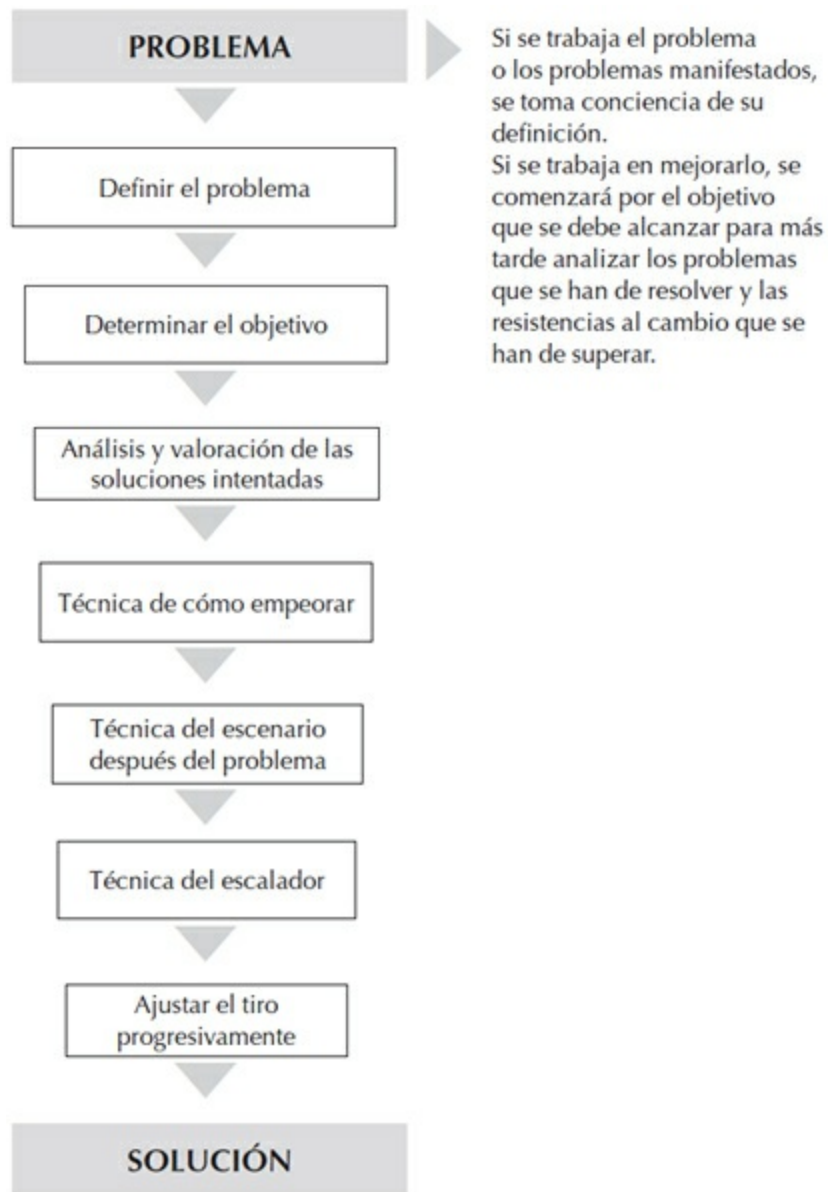 PROBLEMA
Si se trabaja el problema
o los problemas manifestados,
se toma conciencia de su
definición.
Si se trabaja en mejorarlo, se
comenzará por el objetivo
que se debe alcanzar para más
tarde analizar los problemas
que se han de resolver y las
resistencias al cambio que se
han de superar.
Definir el problema
Determinar el objetivo
Análisis y valoración de las
soluciones intentadas
Técnica de cómo empeorar
Técnica del escenario
después del problema
Técnica del escalador
Ajustar el tiro
progresivamente
SOLUCIÓN